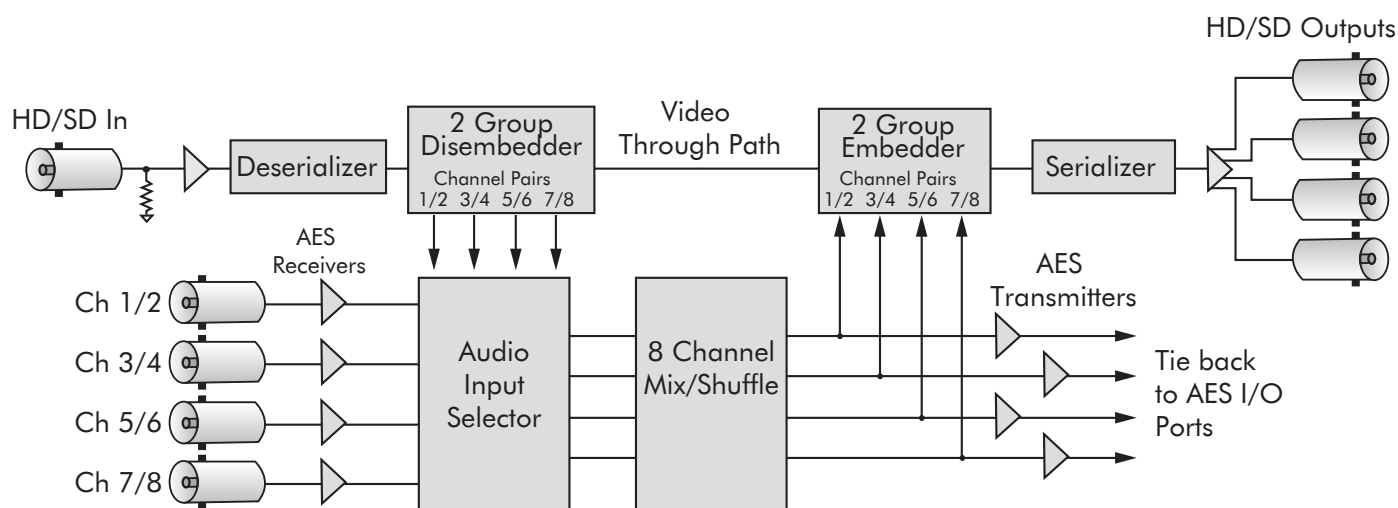 HD/SD Outputs
HD/SD In
2 Group
Disembedder
Channel Pairs
1/2 3/4 5/6 7/8
Deserializer
Video
Through Path
2 Group
Embedder
Channel Pairs
1/2 3/4 5/6 7/8
Serializer
AES
Receivers
Ch 1/2
Ch 3/4
Ch 5/6
Ch 7/8
Audio
Input
Selector
8 Channel
Mix/Shuffle
AES
Transmitters
Tie back
to AES I/O
Ports